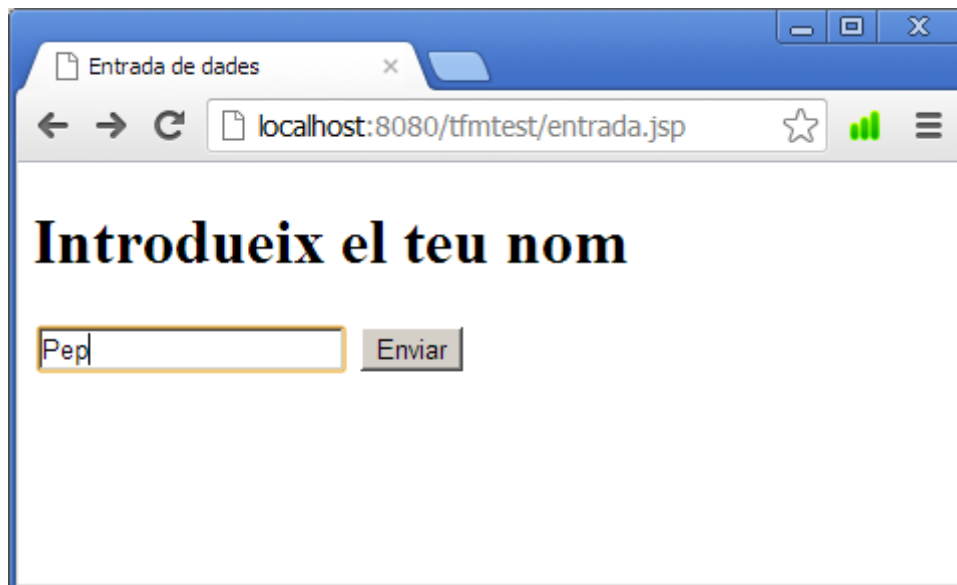 Entrada de dades
localhost:8080/tfmtest/entrada.jsp
Introdueix el teu nom
Pep Enviar